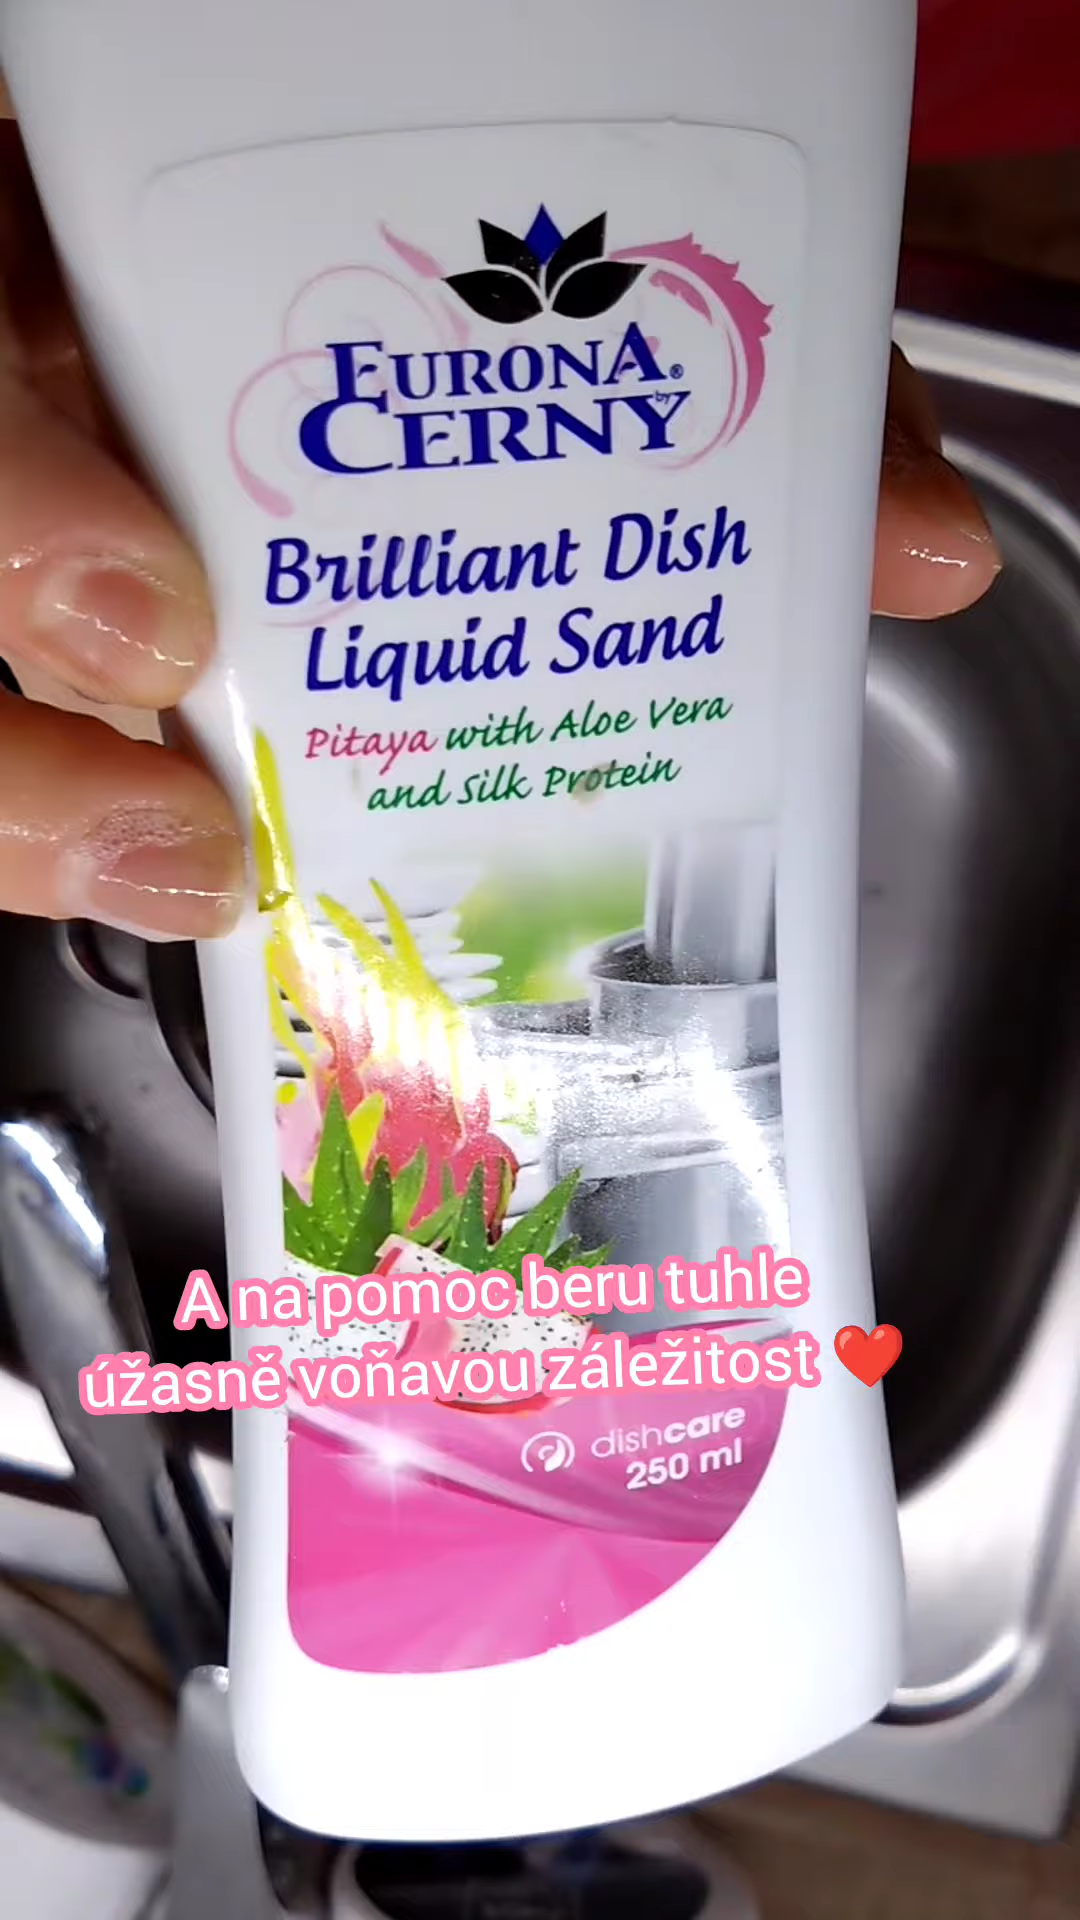 EURONA®
by
CERNY
Brilliant Dish
Liquid Sand
Pitaya with Aloe Vera
and Silk Protein
A na pomoc beru tuhle
úžasně voňavou záležitost ❤️
dishcare
250 ml